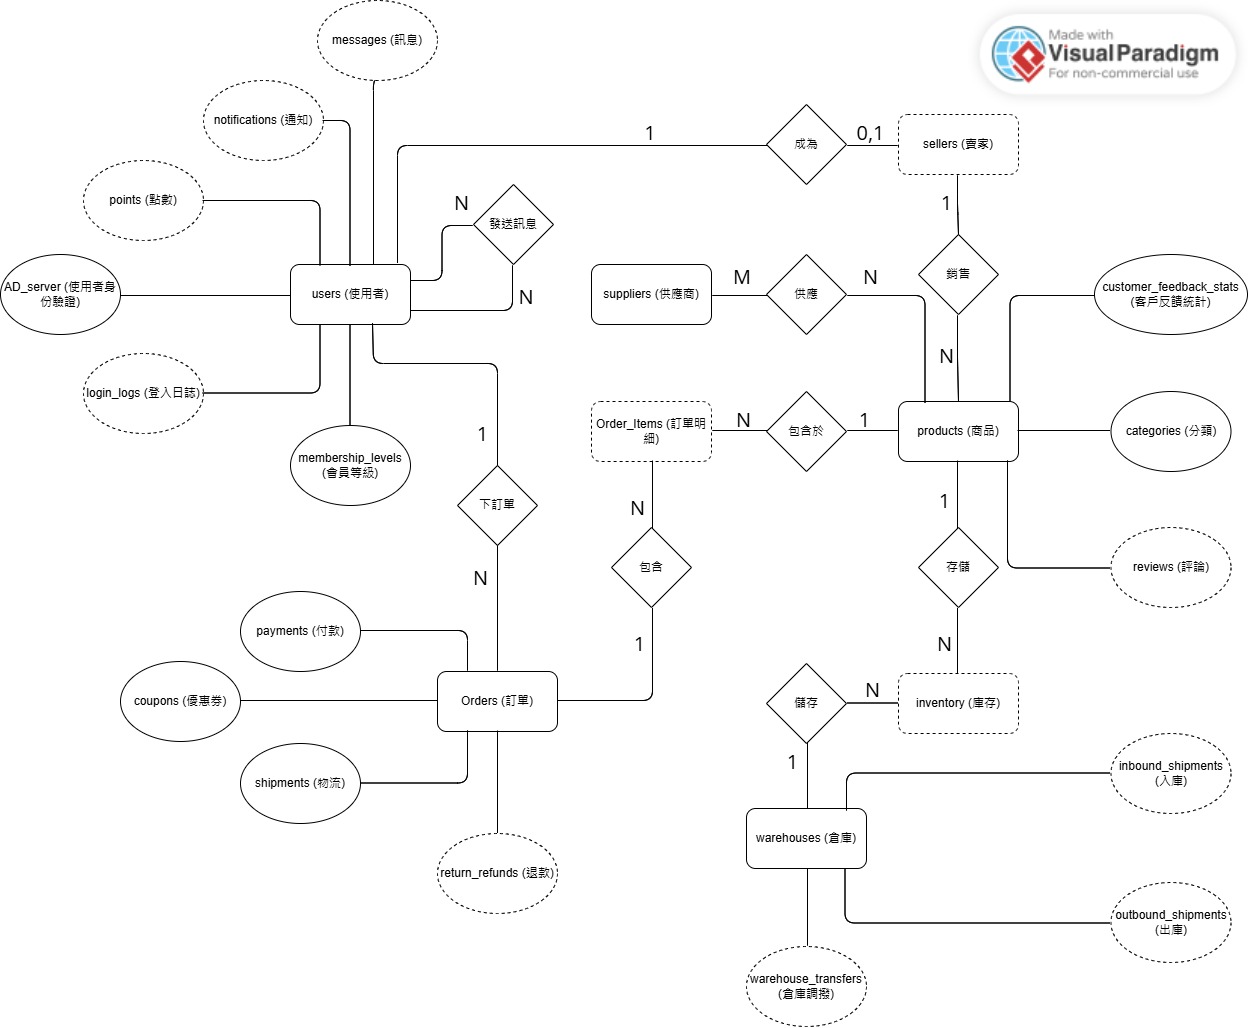 messages (訊息)
Made with
Visual Paradigm
For non-commercial use
notifications (通知)
1
成為
0,1
sellers (賣家)
points (點數)
N
發送訊息
1
AD_server (使用者身
份驗證)
users (使用者)
N
suppliers (供應商)
M
供應
N
銷售
customer_feedback_stats
(客戶反饋統計)
N
login_logs (登入日誌)
membership_levels
(會員等級)
1
Order_Items (訂單明
細)
N
包含於
1
products (商品)
categories (分類)
下訂單
N
1
N
包含
存儲
reviews (評論)
payments (付款)
1
N
coupons (優惠券)
Orders (訂單)
儲存
N
inventory (庫存)
shipments (物流)
1
inbound_shipments
(入庫)
return_refunds (退款)
warehouses (倉庫)
outbound_shipments
(出庫)
warehouse_transfers
(倉庫調撥)